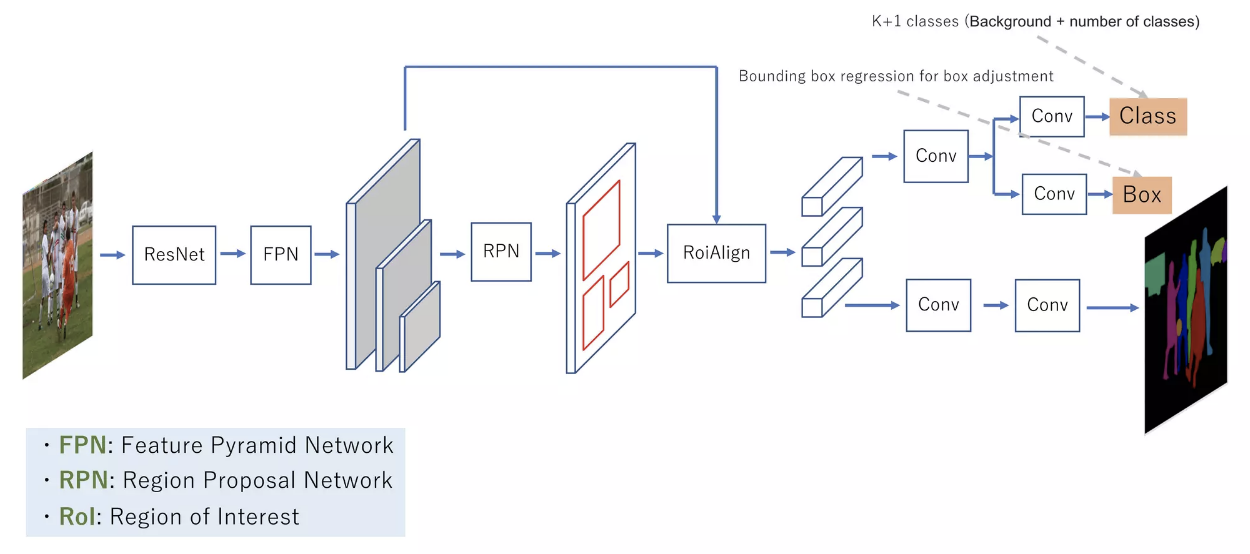 K+1 classes (Background + number of classes)
Bounding box regression for box adjustment
ResNet
FPN
RPN
RoiAlign
Conv
Conv
Class
Conv
Box
Conv
Conv
・FPN: Feature Pyramid Network
・RPN: Region Proposal Network
・RoI: Region of Interest